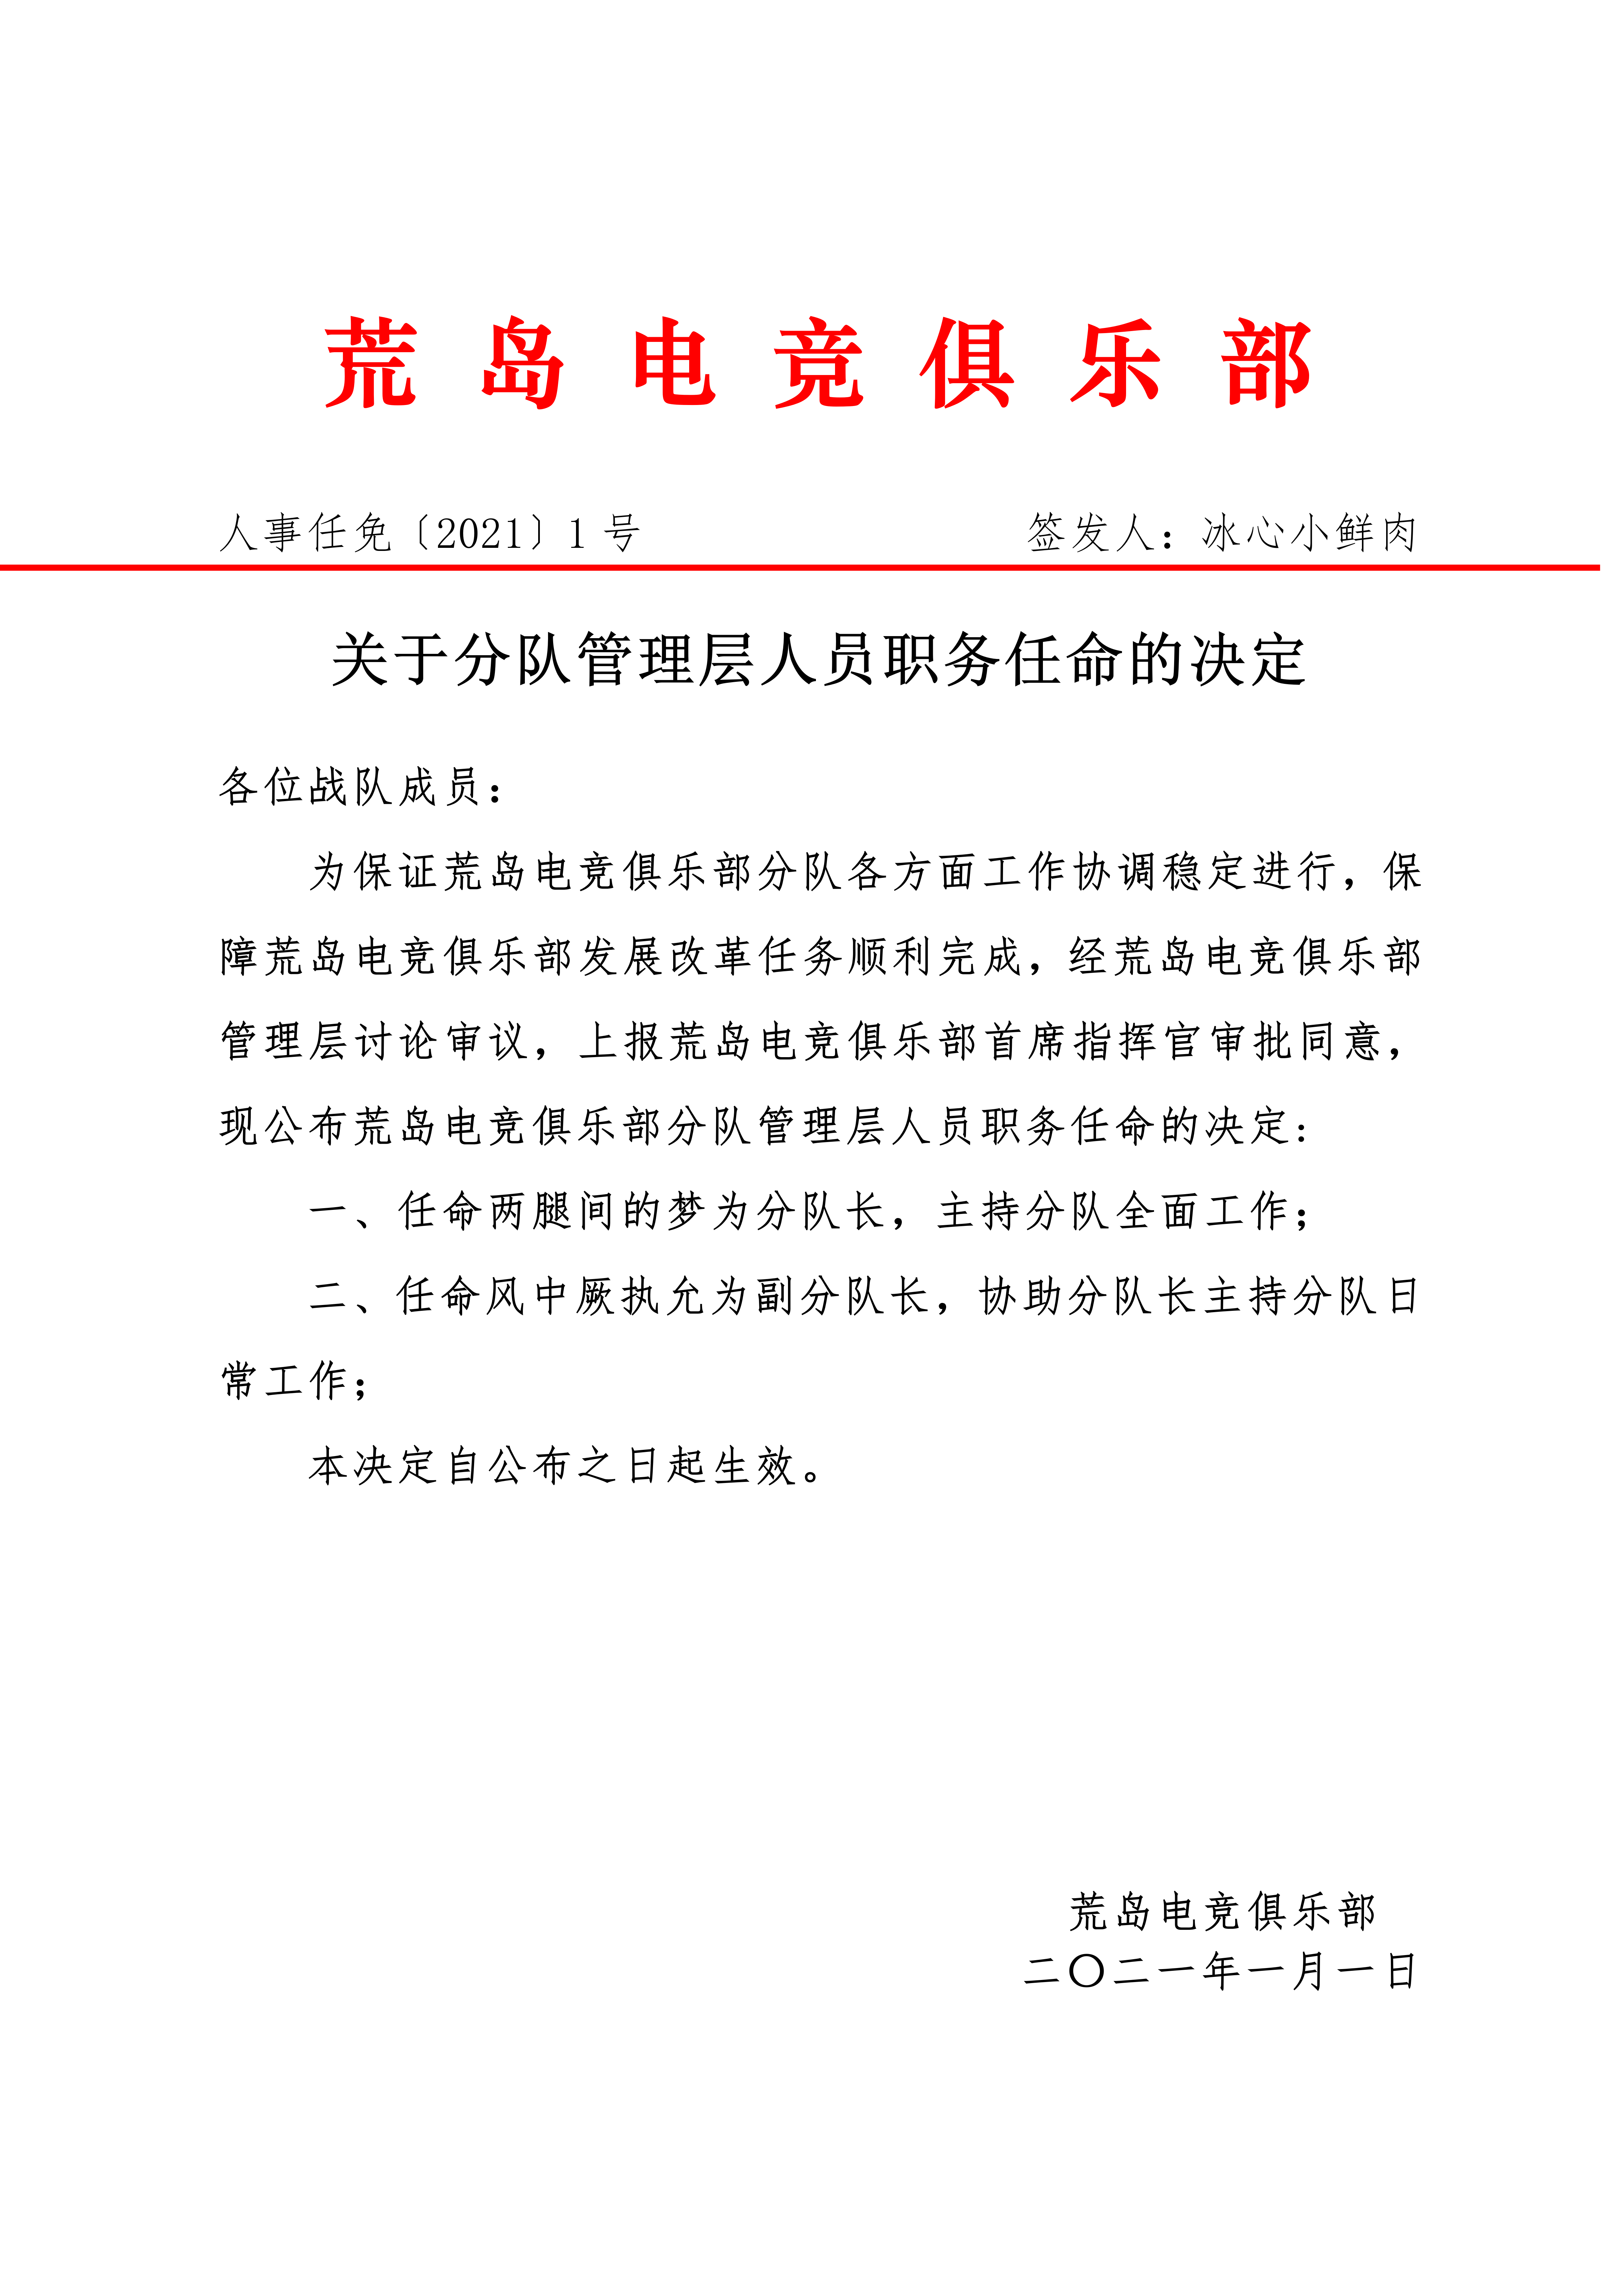 荒岛电竞俱乐部
人事任免〔2021〕1 号 签发人：冰心小鲜肉
关于分队管理层人员职务任命的决定
各位战队成员：
为保证荒岛电竞俱乐部分队各方面工作协调稳定进行，保
障荒岛电竞俱乐部发展改革任务顺利完成，经荒岛电竞俱乐部
管理层讨论审议，上报荒岛电竞俱乐部首席指挥官审批同意，
现公布荒岛电竞俱乐部分队管理层人员职务任命的决定：
一、任命两腿间的梦为分队长，主持分队全面工作；
二、任命风中厥执允为副分队长，协助分队长主持分队日
常工作；
本决定自公布之日起生效。
荒岛电竞俱乐部
二〇二一年一月一日